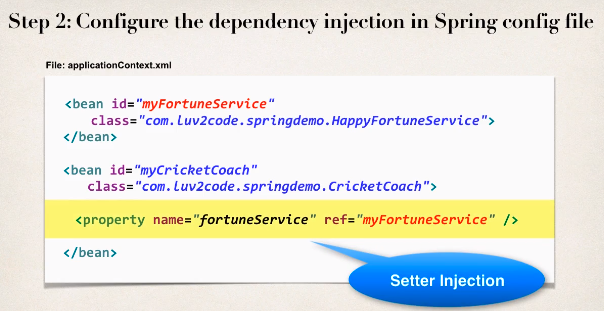 Step 2: Configure the dependency injection in Spring config file
File: applicationContext.xml
<bean id="myFortuneService"
class="com.luv2code.springdemo.HappyFortuneService">
</bean>
<bean id="myCricketCoach"
class="com.luv2code.springdemo.CricketCoach">
<property name="fortuneService" ref="myFortuneService" />
</bean>
Setter Injection